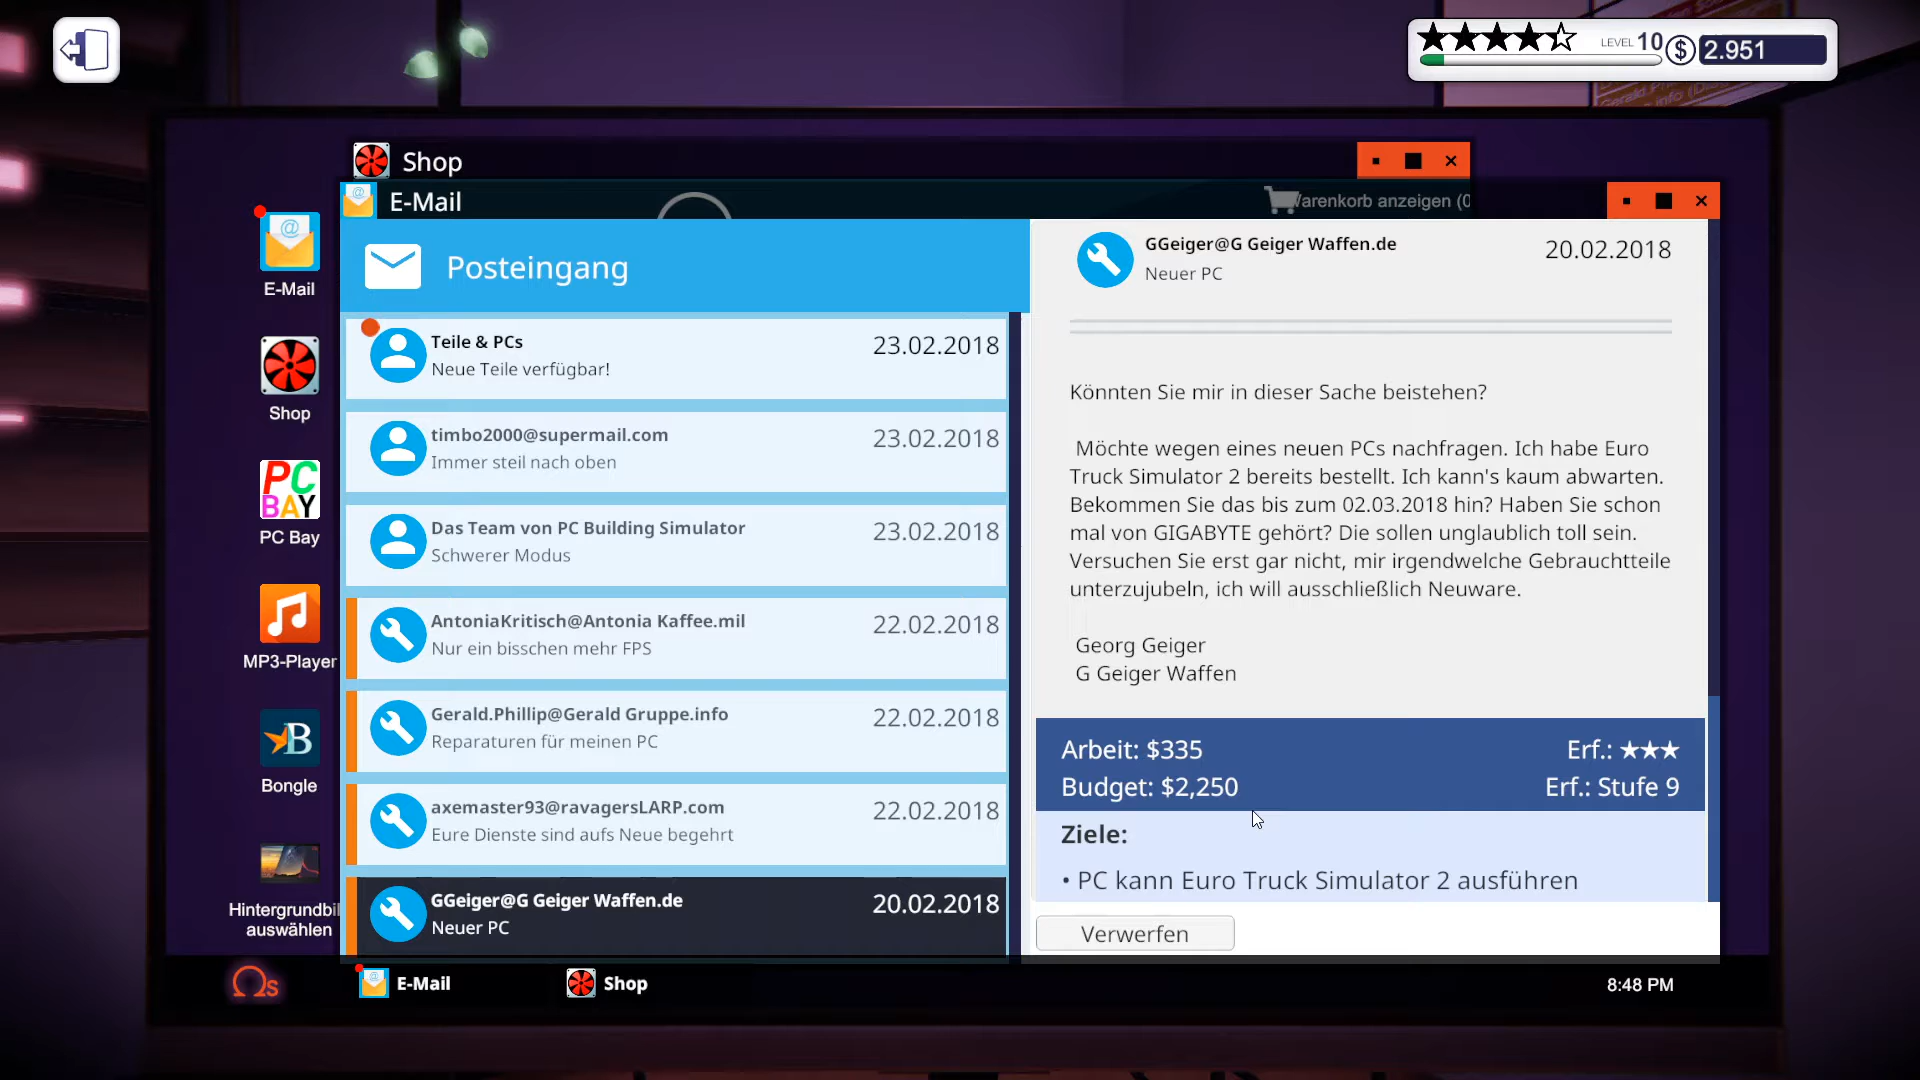 LEVEL 10
$ 2.951
Shop
E-Mail
Warenkorb anzeigen (0
E-Mail
Shop
PC
BAY
PC Bay
MP3-Player
B
Bongle
Hintergrundbil
auswählen
Posteingang
Teile & PCs
23.02.2018
Neue Teile verfügbar!
timbo2000@supermail.com
23.02.2018
Immer steil nach oben
Das Team von PC Building Simulator
23.02.2018
Schwerer Modus
AntoniaKritisch@Antonia Kaffee.mil
22.02.2018
Nur ein bisschen mehr FPS
Gerald.Phillip@Gerald Gruppe.info
22.02.2018
Reparaturen für meinen PC
axemaster93@ravagersLARP.com
22.02.2018
Eure Dienste sind aufs Neue begehrt
GGeiger@G Geiger Waffen.de
20.02.2018
Neuer PC
GGeiger@G Geiger Waffen.de
20.02.2018
Neuer PC
Könnten Sie mir in dieser Sache beistehen?
Möchte wegen eines neuen PCs nachfragen. Ich habe Euro
Truck Simulator 2 bereits bestellt. Ich kann's kaum abwarten.
Bekommen Sie das bis zum 02.03.2018 hin? Haben Sie schon
mal von GIGABYTE gehört? Die sollen unglaublich toll sein.
Versuchen Sie erst gar nicht, mir irgendwelche Gebrauchtteile
unterzujubeln, ich will ausschließlich Neuware.
Georg Geiger
G Geiger Waffen
Arbeit: $335
Erf.: ★★★
Budget: $2,250
Erf.: Stufe 9
Ziele:
• PC kann Euro Truck Simulator 2 ausführen
Verwerfen
Ωs
E-Mail
Shop
8:48 PM